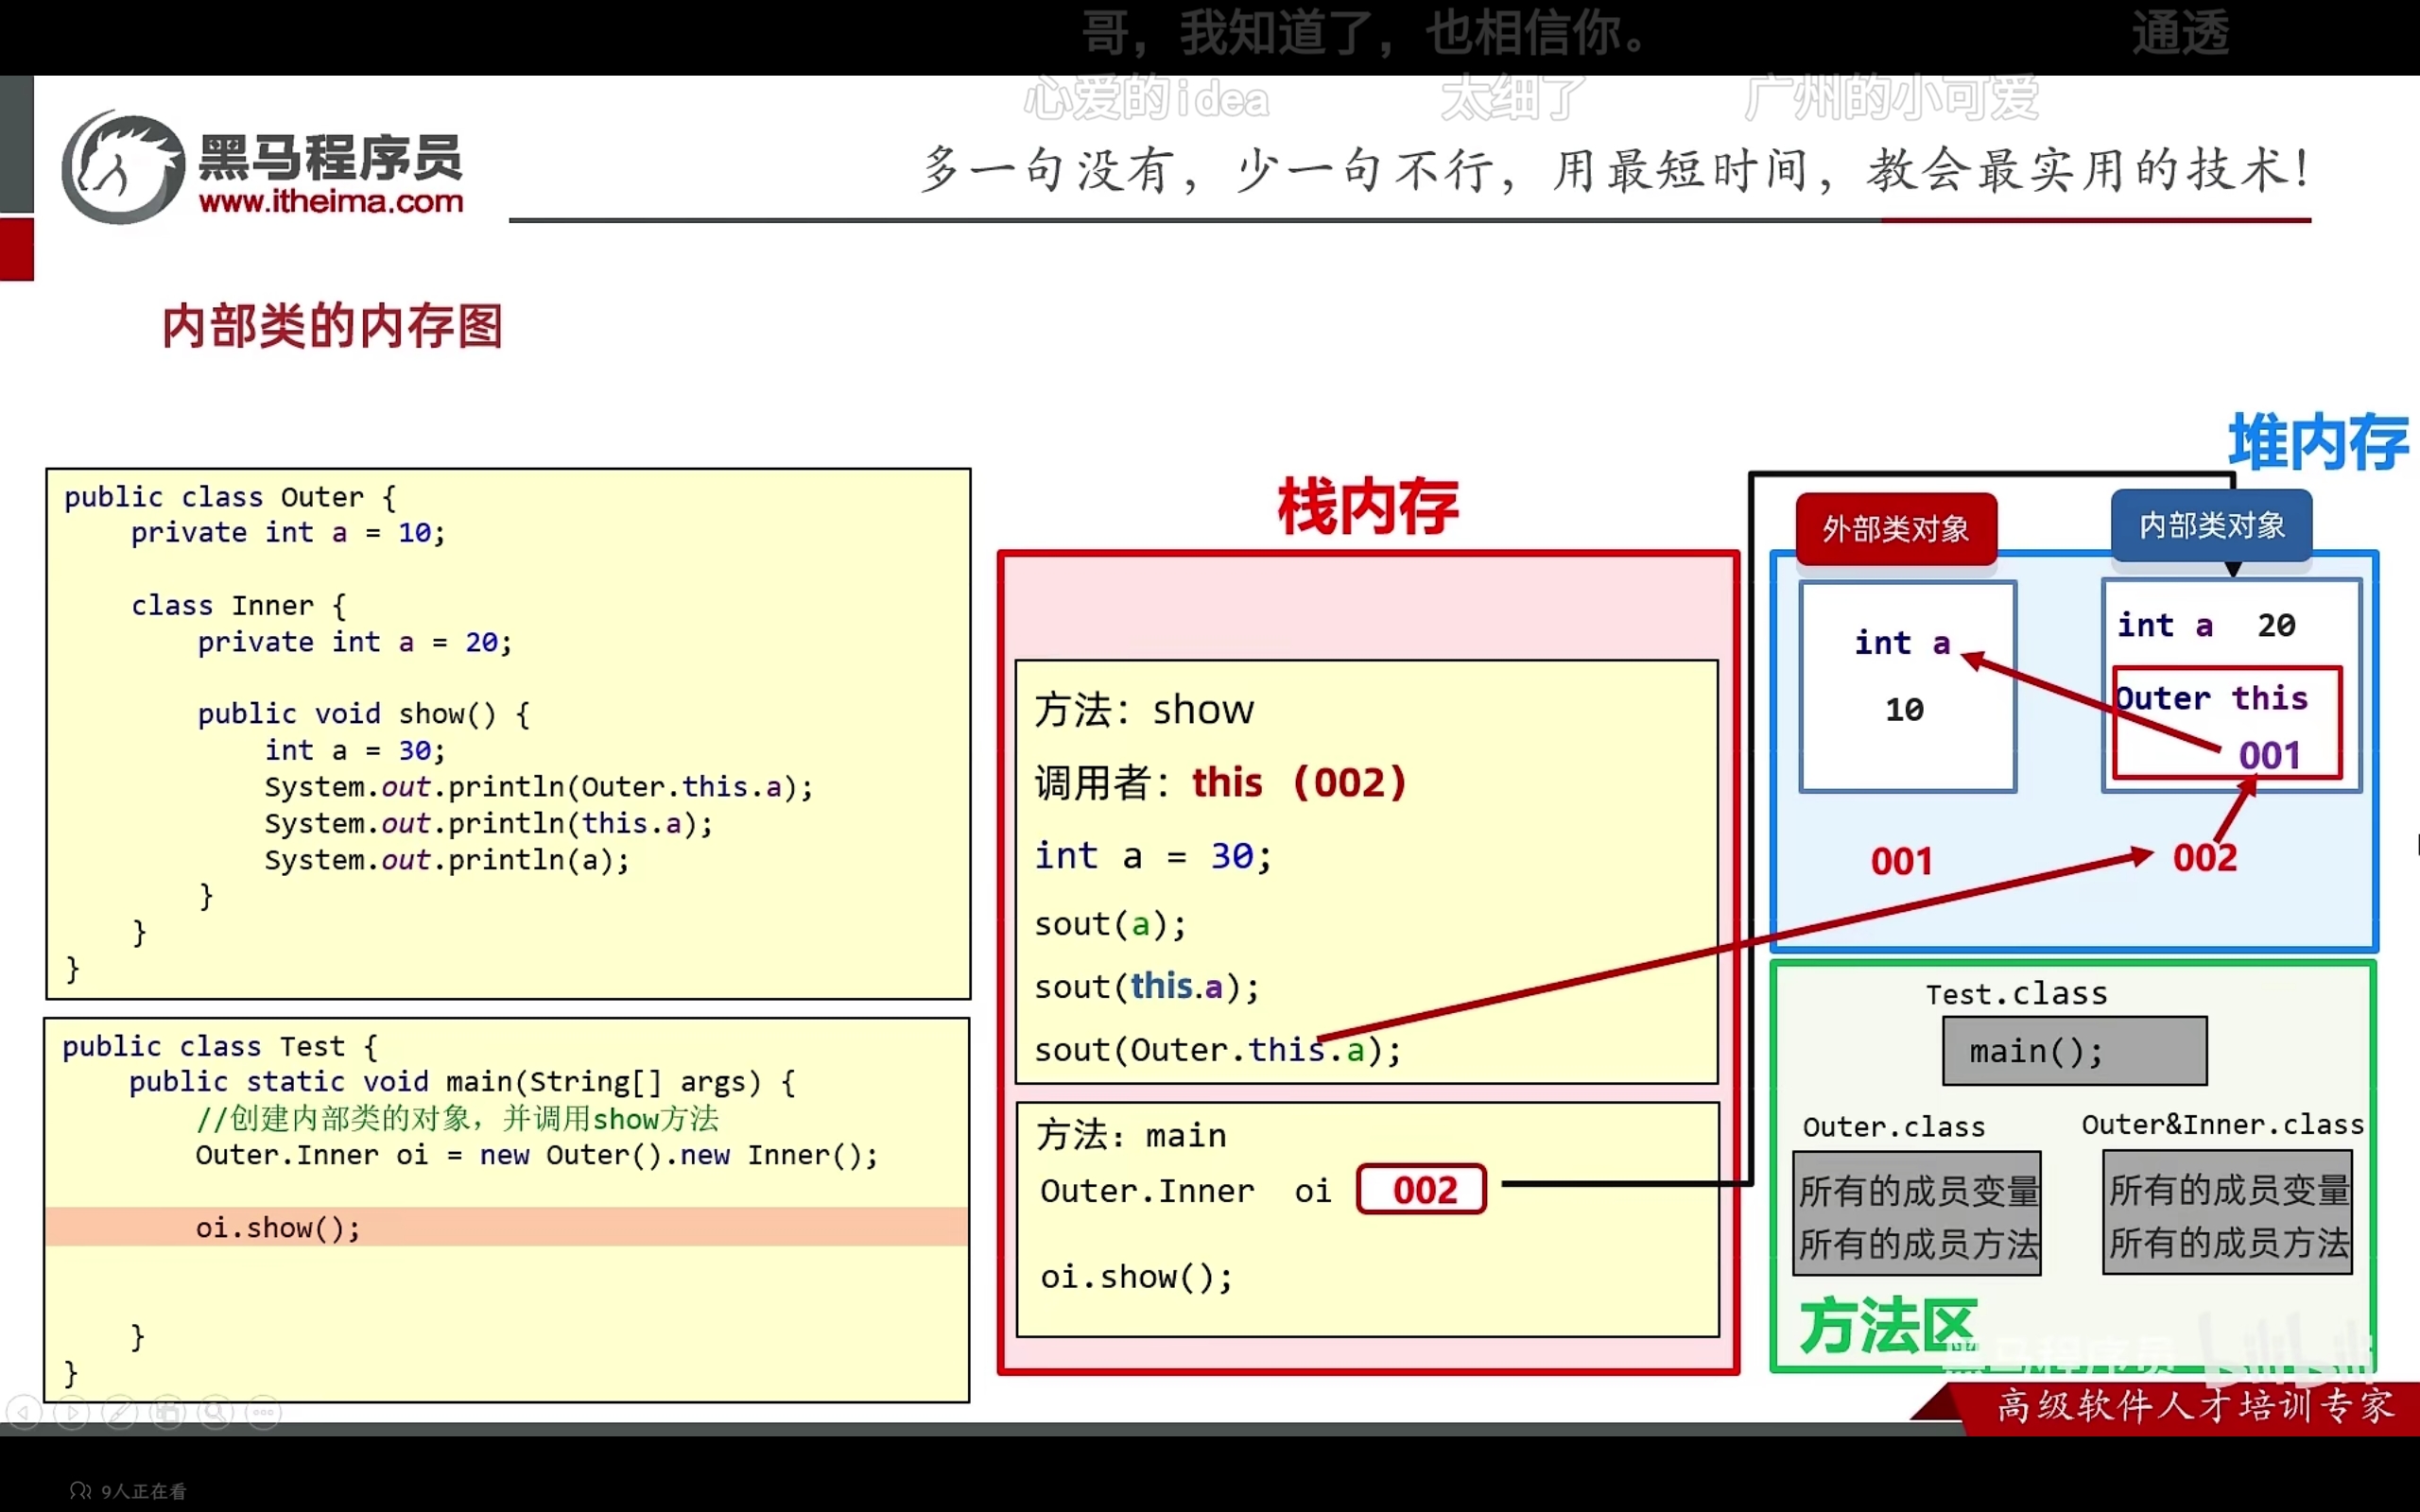 哥，我知道了，也相信你。
通透
心爱的idea
太细了
广州的小可爱
黑马程序员
www.itheima.com
多一句没有，少一句不行，用最短时间，教会最实用的技术！
内部类的内存图
public class Outer {
private int a = 10;
class Inner {
private int a = 20;
public void show() {
int a = 30;
System.out.println(Outer.this.a);
System.out.println(this.a);
System.out.println(a);
}
}
}
public class Test {
public static void main(String[] args) {
//创建内部类的对象，并调用show方法
Outer.Inner oi = new Outer().new Inner();
oi.show();
}
}
栈内存
方法：show
调用者：this（002）
int a = 30;
sout(a);
sout(this.a);
sout(Outer.this.a);
方法：main
Outer.Inner oi 002
oi.show();
堆内存
外部类对象
内部类对象
int a
10
001
int a 20
Outer this
001
002
Test.class
main();
Outer.class
所有的成员变量
所有的成员方法
Outer&Inner.class
所有的成员变量
所有的成员方法
方法区
黑马程序员
bilibili
高级软件人才培训专家
9人正在看